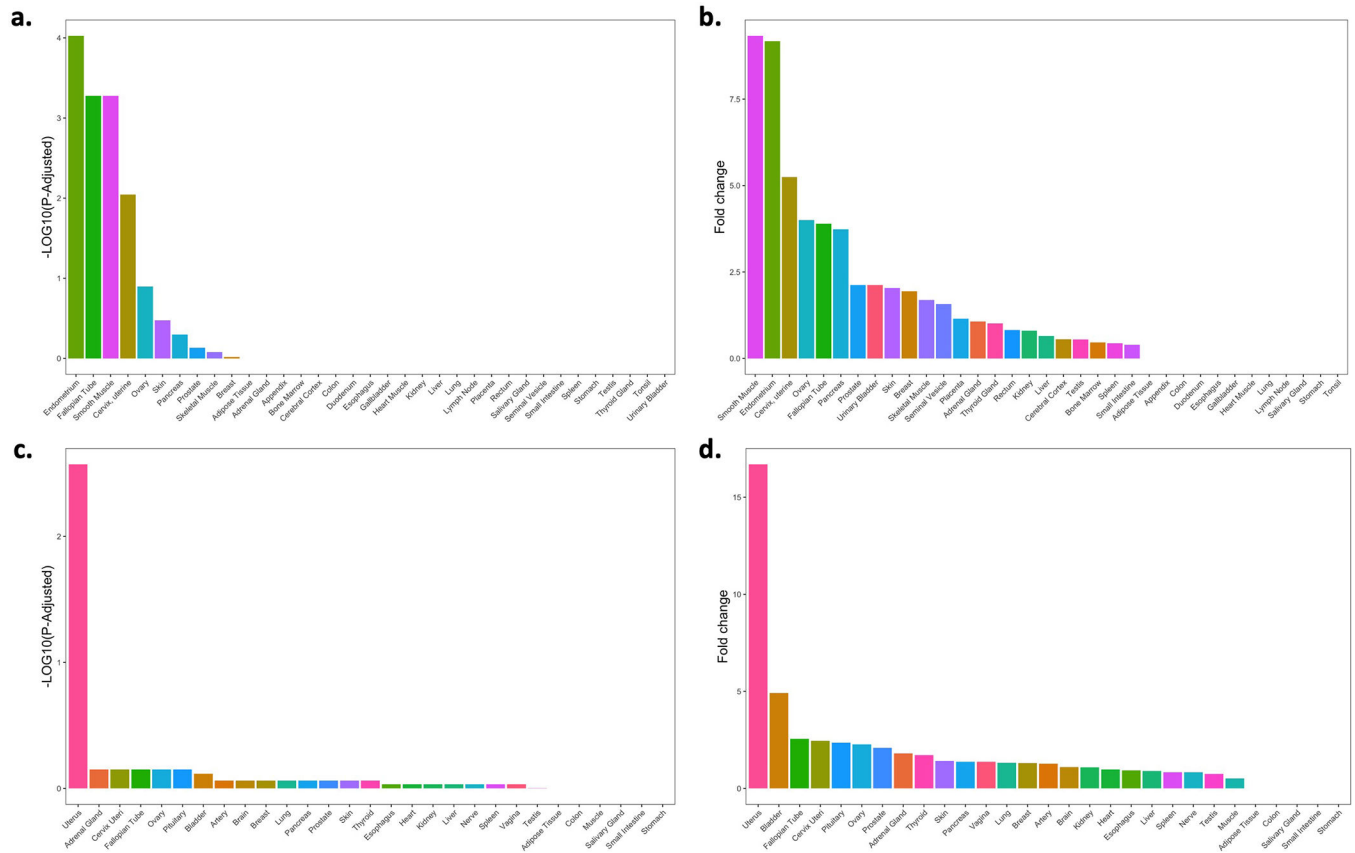 a.
-LOG10(P-Adjusted)
4
3
2
1
0
Endometrium
Fallopian Tube
Smooth Muscle
Cervix, uterine
Ovary
Skin
Pancreas
Prostate
Skeletal Muscle
Breast
Adipose Tissue
Adrenal Gland
Appendix
Bone Marrow
Cerebral Cortex
Colon
Duodenum
Esophagus
Gallbladder
Heart Muscle
Kidney
Liver
Lung
Lymph Node
Placenta
Rectum
Salivary Gland
Seminal Vesicle
Small Intestine
Spleen
Stomach
Testis
Thyroid Gland
Tonsil
Urinary Bladder
b.
Fold change
7.5
5.0
2.5
0.0
Smooth Muscle
Endometrium
Cervix, uterine
Ovary
Fallopian Tube
Pancreas
Prostate
Urinary Bladder
Skin
Breast
Skeletal Muscle
Seminal Vesicle
Placenta
Adrenal Gland
Thyroid Gland
Rectum
Kidney
Liver
Cerebral Cortex
Testis
Bone Marrow
Spleen
Small Intestine
Adipose Tissue
Appendix
Colon
Duodenum
Esophagus
Gallbladder
Heart Muscle
Lung
Lymph Node
Salivary Gland
Stomach
Tonsil
c.
-LOG10(P-Adjusted)
2
1
0
Uterus
Adrenal Gland
Cervix Uteri
Fallopian Tube
Ovary
Pituitary
Bladder
Artery
Brain
Breast
Lung
Pancreas
Prostate
Skin
Thyroid
Esophagus
Heart
Kidney
Liver
Nerve
Spleen
Vagina
Testis
Adipose Tissue
Colon
Muscle
Salivary Gland
Small Intestine
Stomach
d.
Fold change
15
10
5
0
Uterus
Bladder
Fallopian Tube
Cervix Uteri
Pituitary
Ovary
Prostate
Adrenal Gland
Thyroid
Skin
Pancreas
Vagina
Lung
Breast
Artery
Brain
Kidney
Heart
Esophagus
Liver
Spleen
Nerve
Testis
Muscle
Adipose Tissue
Colon
Salivary Gland
Small Intestine
Stomach